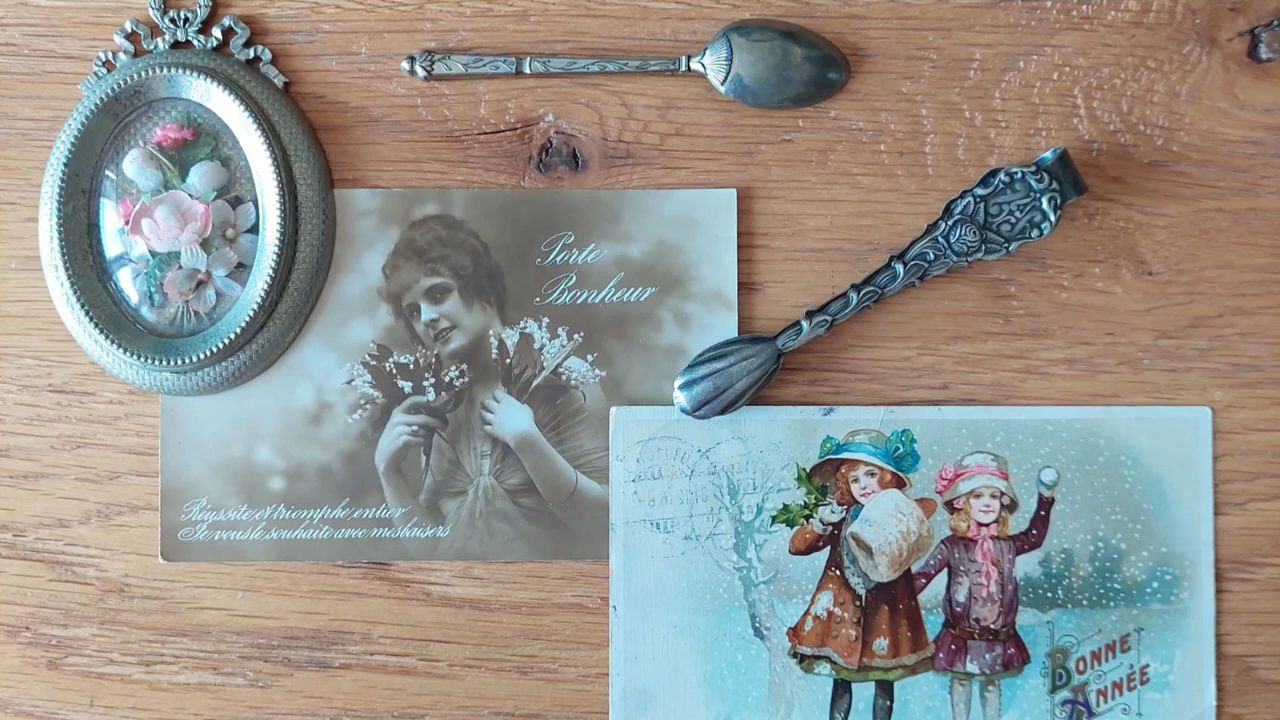 Porte
Bonheur
Réussite et triomphe entier
Je vous le souhaite avec mes baisers
BONNE
ANNÉE